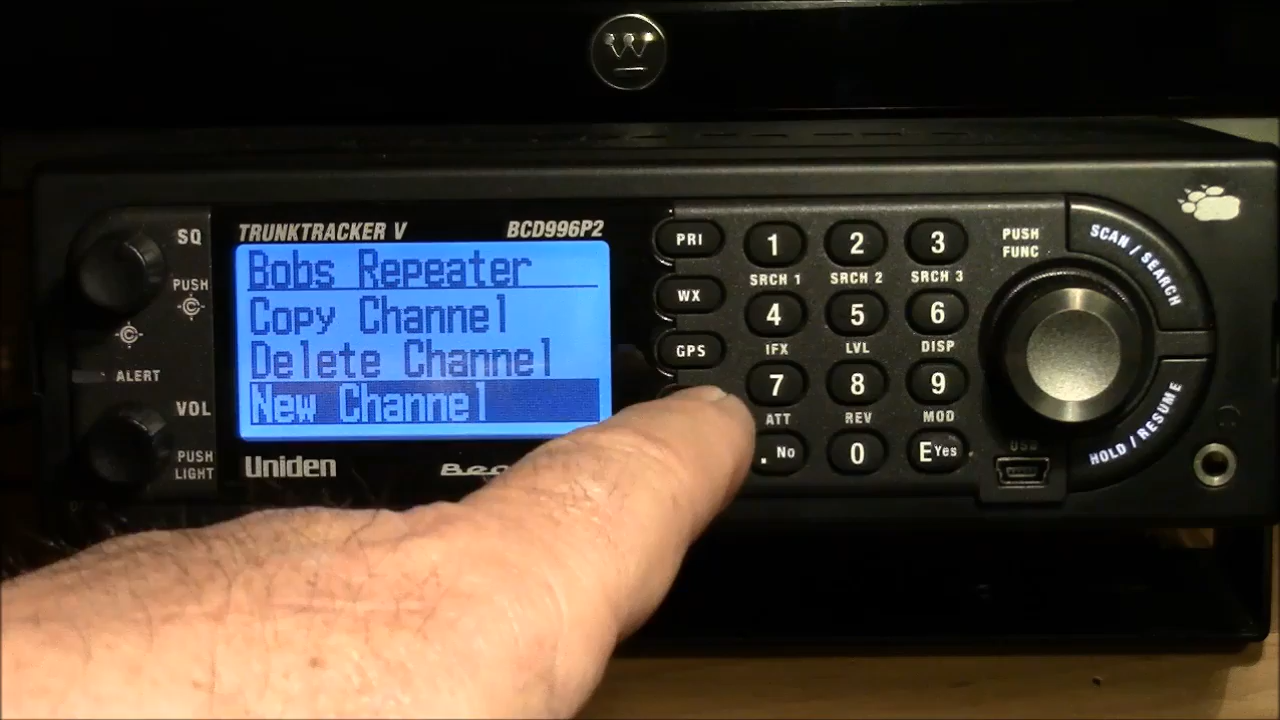 W
TRUNKTRACKER V BCD996P2
SQ
PUSH
C
C
ALERT
VOL
PUSH
LIGHT
Bobs Repeater
Copy Channel
Delete Channel
New Channel
Uniden
PRI
WX
GPS
1 2 3
SRCH 1 SRCH 2 SRCH 3
4 5 6
IFX LVL DISP
7 8 9
ATT REV MOD
. No 0 E Yes
PUSH
FUNC
SCAN / SEARCH
HOLD / RESUME
USB